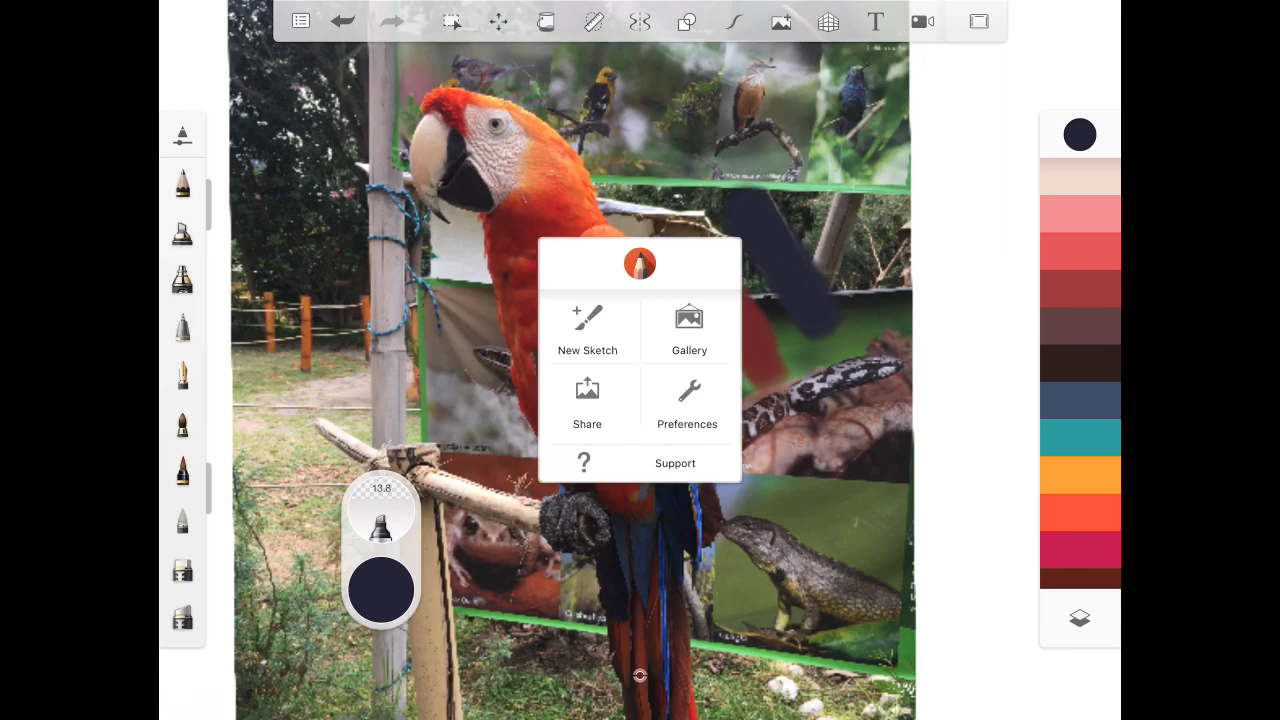 T
13.8
New Sketch
Gallery
Share
Preferences
?
Support